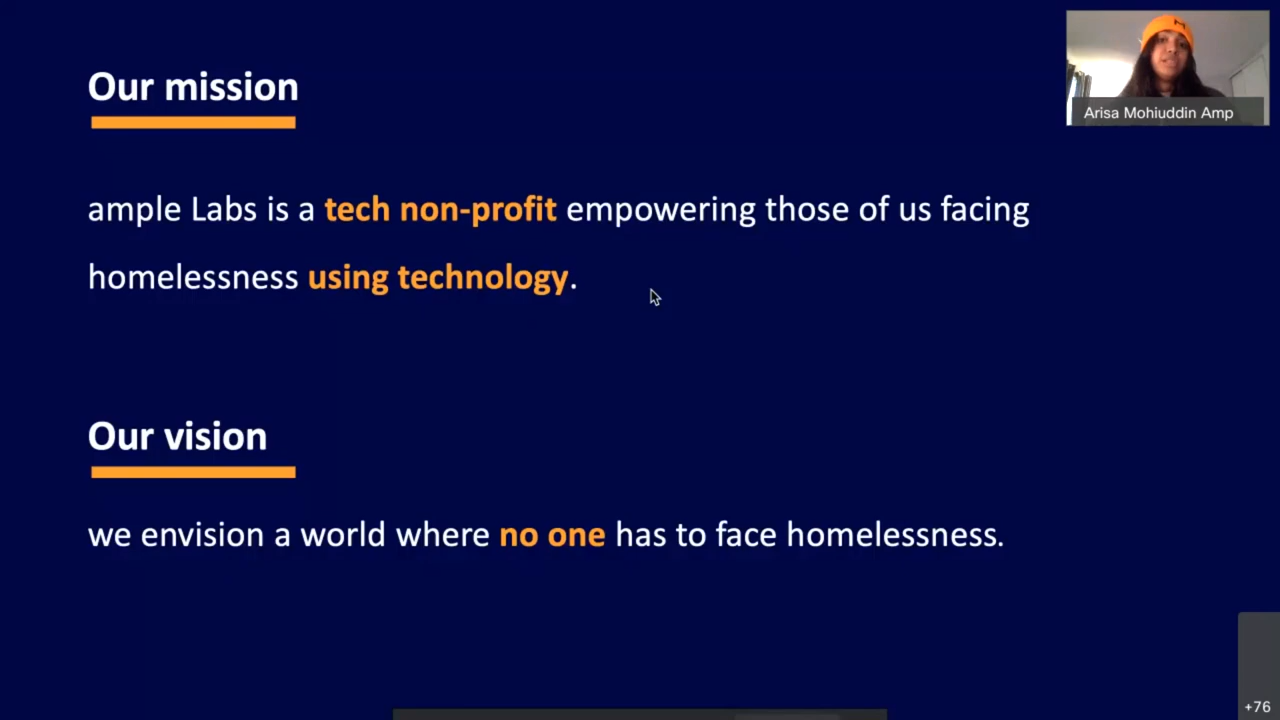 Our mission
Arisa Mohiuddin Amp
ample Labs is a tech non-profit empowering those of us facing
homelessness using technology.
Our vision
we envision a world where no one has to face homelessness.
+76